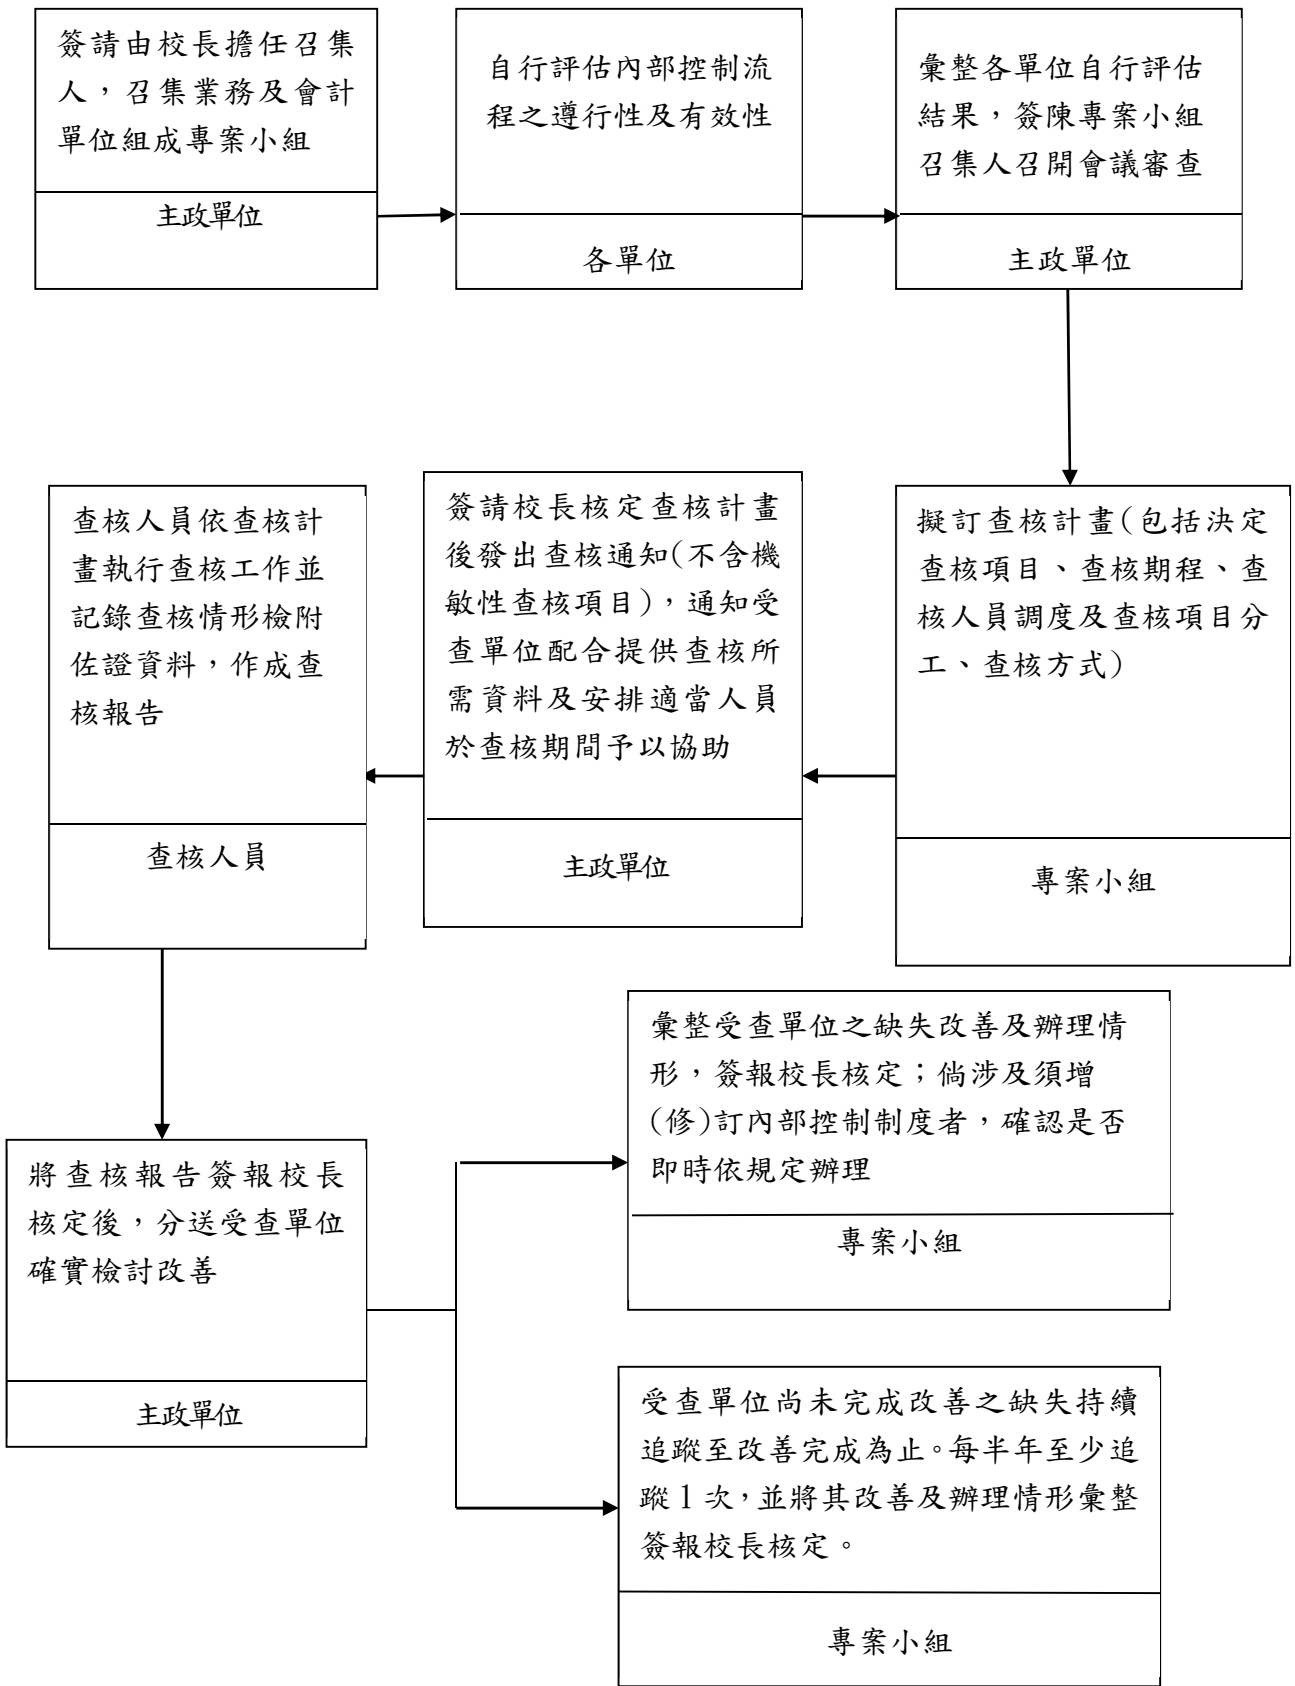 簽請由校長擔任召集
人，召集業務及會計
單位組成專案小組
主政單位
自行評估內部控制流
程之遵行性及有效性
各單位
彙整各單位自行評估
結果，簽陳專案小組
召集人召開會議審查
主政單位
擬訂查核計畫(包括決定
查核項目、查核期程、查
核人員調度及查核項目分
工、查核方式)
專案小組
簽請校長核定查核計畫
後發出查核通知(不含機
敏性查核項目)，通知受
查單位配合提供查核所
需資料及安排適當人員
於查核期間予以協助
主政單位
查核人員依查核計
畫執行查核工作並
記錄查核情形檢附
佐證資料，作成查
核報告
查核人員
將查核報告簽報校長
核定後，分送受查單位
確實檢討改善
主政單位
彙整受查單位之缺失改善及辦理情
形，簽報校長核定；倘涉及須增
(修)訂內部控制制度者，確認是否
即時依規定辦理
專案小組
受查單位尚未完成改善之缺失持續
追蹤至改善完成為止。每半年至少追
蹤1次，並將其改善及辦理情形彙整
簽報校長核定。
專案小組